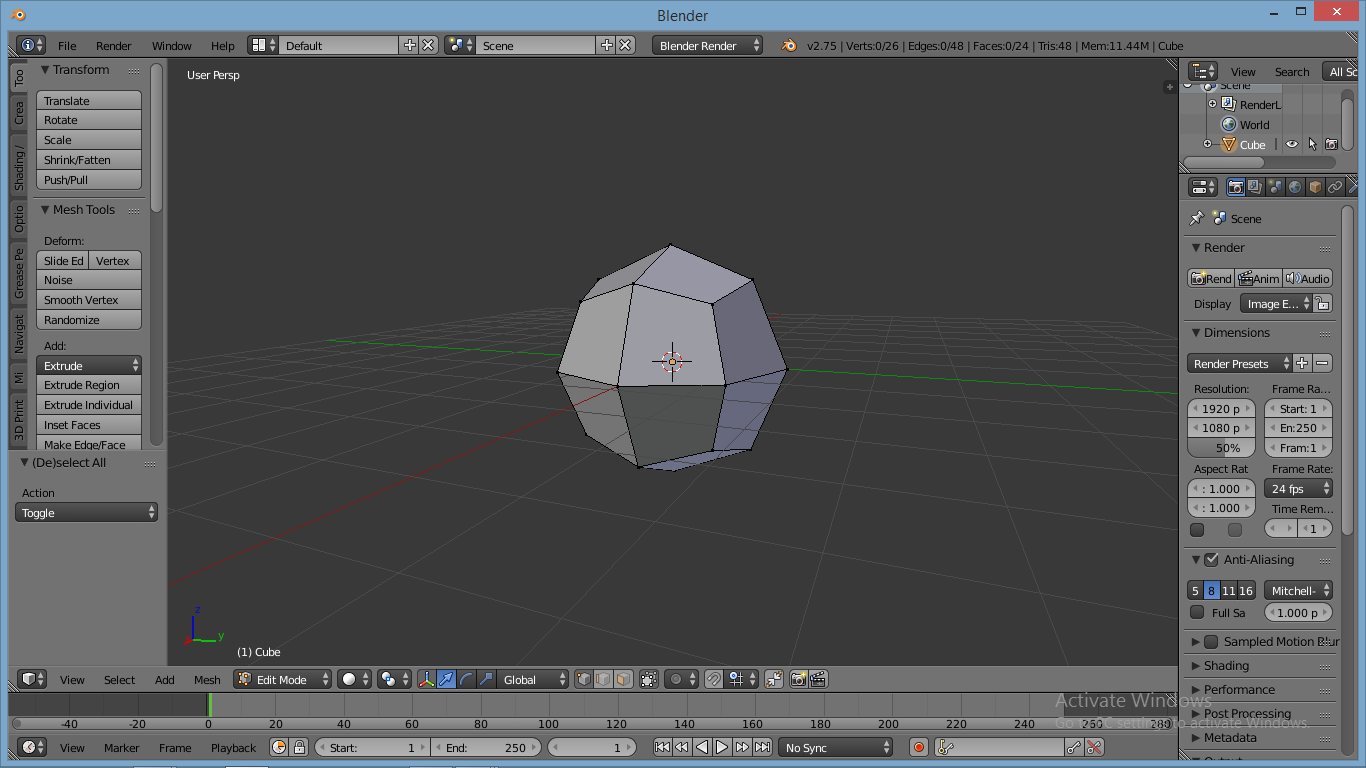 Blender
File Render Window Help Default Scene Blender Render v2.75 | Verts:0/26 | Edges:0/48 | Faces:0/24 | Tris:48 | Mem:11.44M | Cube
Too
Crea
Shading /
Optio
Grease Pe
Navigat
Mi
3D Print
Transform
Translate
Rotate
Scale
Shrink/Fatten
Push/Pull
Mesh Tools
Deform:
Slide Ed Vertex
Noise
Smooth Vertex
Randomize
Add:
Extrude
Extrude Region
Extrude Individual
Inset Faces
Make Edge/Face
(De)select All
Action
Toggle
User Persp
z
y
(1) Cube
View Select Add Mesh Edit Mode Global
-40 -20 0 20 40 60 80 100 120 140 160 180 200 220 240 260 280
View Marker Frame Playback Start: 1 End: 250 1 No Sync
View Search All Sc
Scene
RenderL
World
Cube
Scene
Render
Rend Anim Audio
Display Image E...
Dimensions
Render Presets
Resolution: Frame Ra...
1920 p Start: 1
1080 p En:250
50% Fram:1
Aspect Rat Frame Rate:
: 1.000 24 fps
: 1.000 Time Rem...
1
Anti-Aliasing
5 8 11 16 Mitchell-
Full Sa 1.000 p
Sampled Motion Blur
Shading
Performance
Post Processing
Metadata
Activate Windows
Go to PC settings to activate Windows.